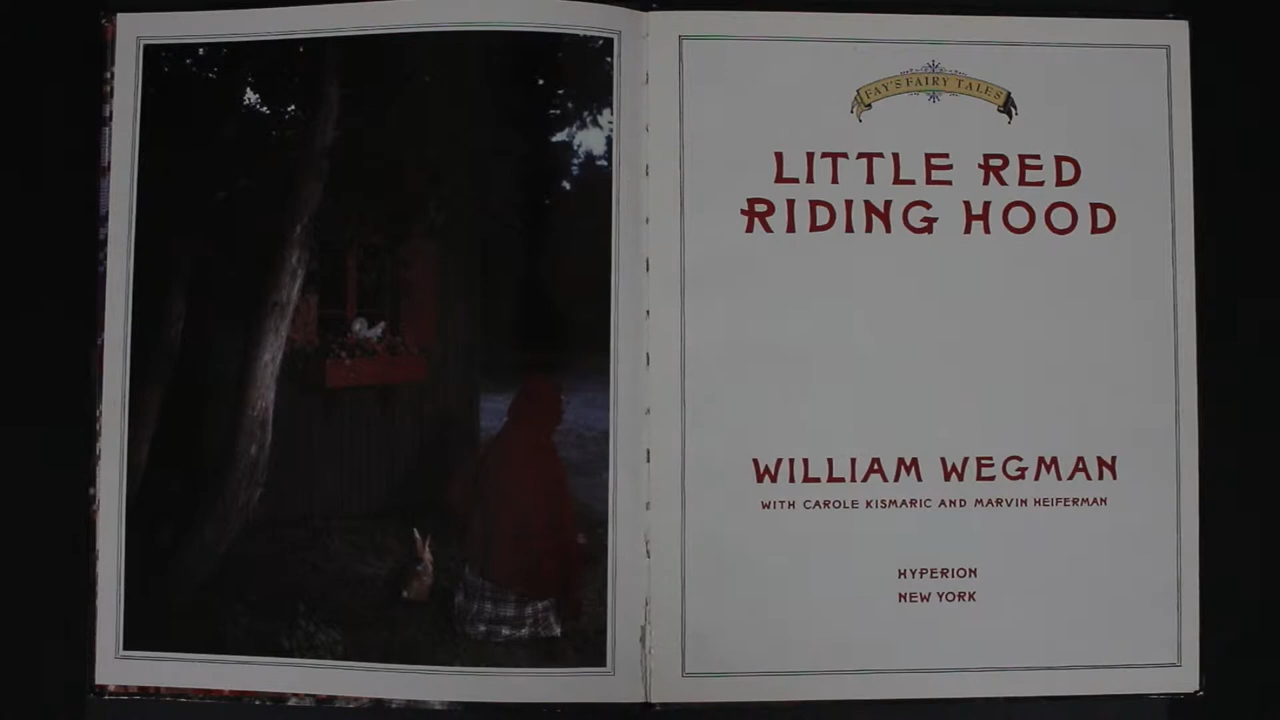 FAY'S FAIRY TALES
LITTLE RED
RIDING HOOD
WILLIAM WEGMAN
WITH CAROLE KISMARIC AND MARVIN HEIFERMAN
HYPERION
NEW YORK